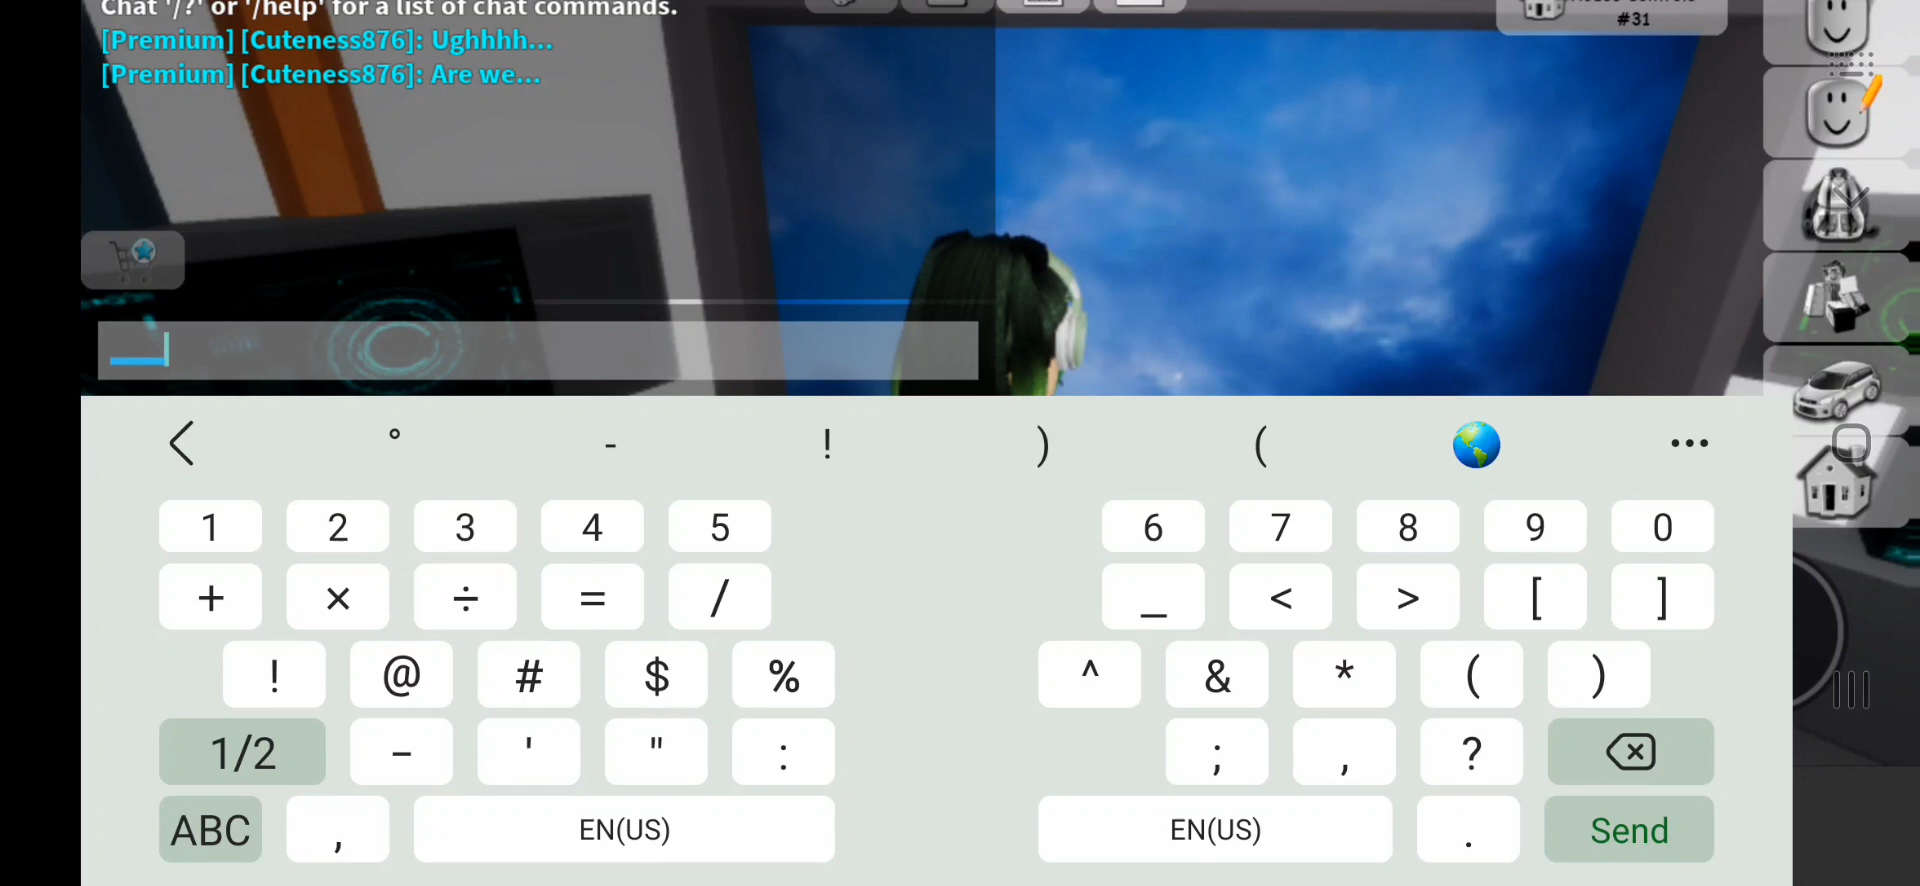 Chat '/?' or '/help' for a list of chat commands.
[Premium] [Cuteness876]: Ughhhh...
[Premium] [Cuteness876]: Are we...
#31
° - ! ) ( 🌎 •••
1 2 3 4 5 6 7 8 9 0
+ × ÷ = / _ < > [ ]
! @ # $ % ^ & * ( )
1/2 - ' " : ; , ?
ABC , EN(US) EN(US) . Send